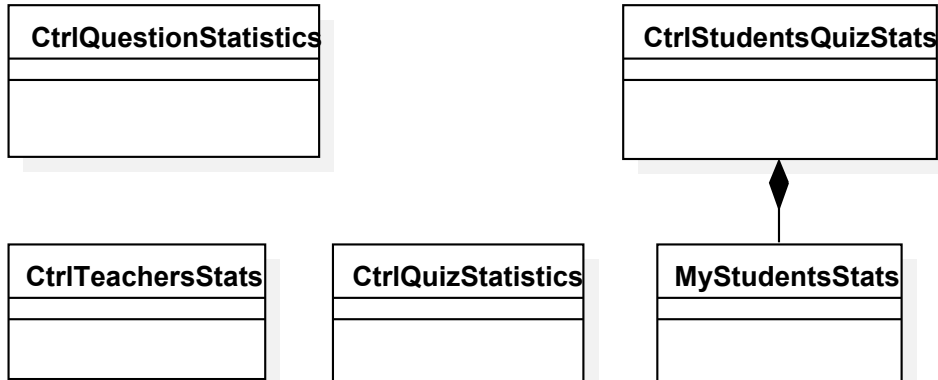 CtrlQuestionStatistics
CtrlStudentsQuizStats
CtrlTeachersStats
CtrlQuizStatistics
MyStudentsStats